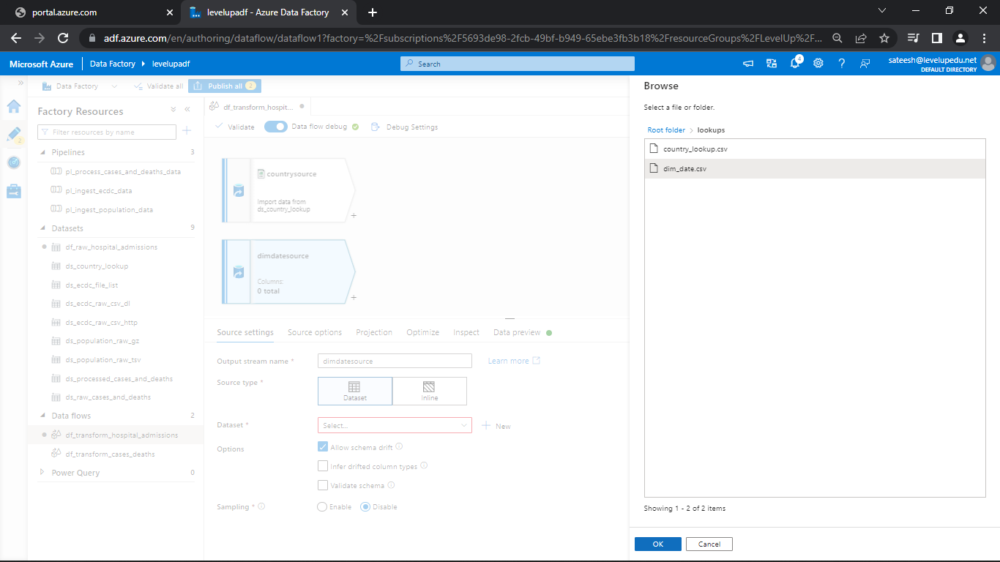 portal.azure.com
levelupadf - Azure Data Factory
adf.azure.com/en/authoring/dataflow/dataflow1?factory=%2Fsubscriptions%2F5693de98-2fcb-49bf-b949-65ebe3fb3b18%2FresourceGroups%2FLevelUp%2F...
Microsoft Azure
Data Factory > levelupadf
Search
4
sateesh@levelupedu.net
DEFAULT DIRECTORY
Data Factory
Validate all
Publish all 2
2
Factory Resources
Filter resources by name
Pipelines 3
pl_process_cases_and_deaths_data
pl_ingest_ecdc_data
pl_ingest_population_data
Datasets 9
df_raw_hospital_admissions
ds_country_lookup
ds_ecdc_file_list
ds_ecdc_raw_csv_dl
ds_ecdc_raw_csv_http
ds_population_raw_gz
ds_population_raw_tsv
ds_processed_cases_and_deaths
ds_raw_cases_and_deaths
Data flows 2
df_transform_hospital_admissions
df_transform_cases_deaths
Power Query 0
df_transform_hospit...
Validate
Data flow debug
Debug Settings
countrysource
Import data from
ds_country_lookup
+
dimdatesource
Columns:
0 total
+
Source settings
Source options
Projection
Optimize
Inspect
Data preview
Output stream name *
dimdatesource
Learn more
Source type *
Dataset
Inline
Dataset *
Select...
New
Options
Allow schema drift
Infer drifted column types
Validate schema
Sampling *
Enable
Disable
Browse
Select a file or folder.
Root folder > lookups
country_lookup.csv
dim_date.csv
Showing 1 - 2 of 2 items
OK
Cancel